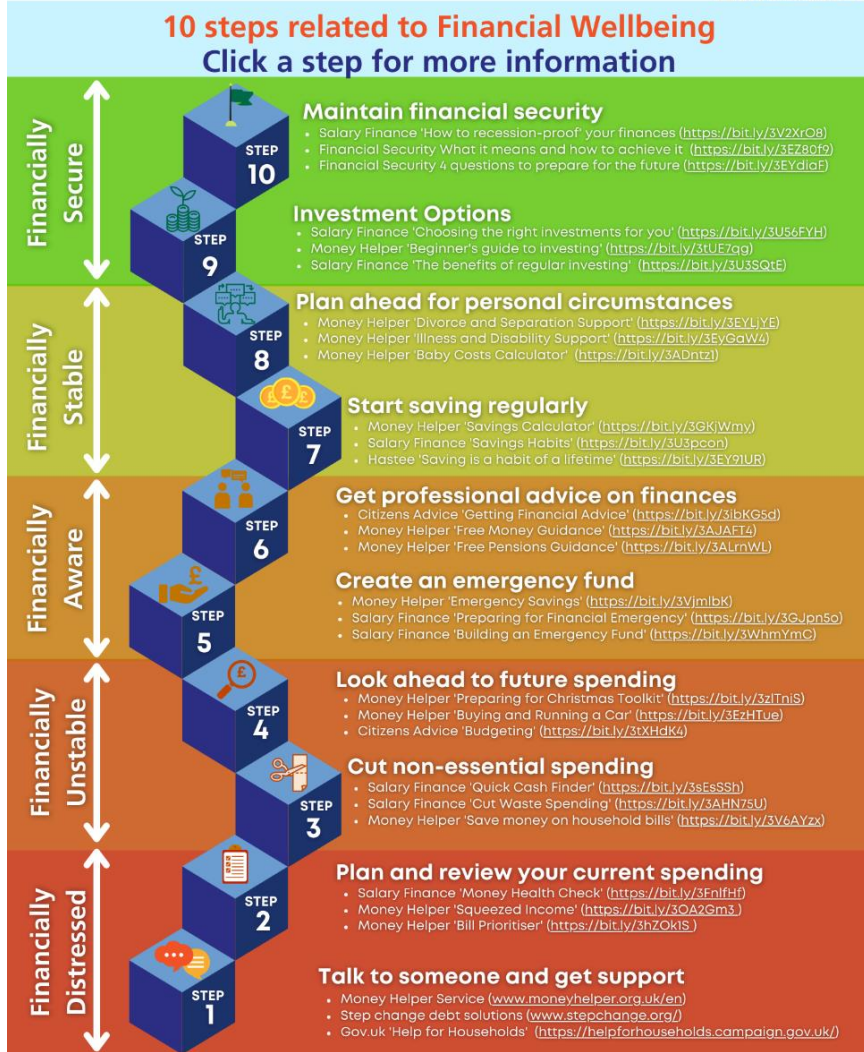 10 steps related to Financial Wellbeing
Click a step for more information
Financially
Secure
STEP
10
Maintain financial security
• Salary Finance 'How to recession-proof' your finances (https://bit.ly/3V2XrO8)
• Financial Security What it means and how to achieve it (https://bit.ly/3EZ80f9)
• Financial Security 4 questions to prepare for the future (https://bit.ly/3EYdiaF)
STEP
9
Investment Options
• Salary Finance 'Choosing the right investments for you' (https://bit.ly/3U56FYH)
• Money Helper 'Beginner's guide to investing' (https://bit.ly/3tUE7qg)
• Salary Finance 'The benefits of regular investing' (https://bit.ly/3U3SQtE)
Financially
Stable
STEP
8
Plan ahead for personal circumstances
• Money Helper 'Divorce and Separation Support' (https://bit.ly/3EYLjYE)
• Money Helper 'Illness and Disability Support' (https://bit.ly/3EyGaW4)
• Money Helper 'Baby Costs Calculator' (https://bit.ly/3ADntz1)
STEP
7
Start saving regularly
• Money Helper 'Savings Calculator' (https://bit.ly/3GKjWmy)
• Salary Finance 'Savings Habits' (https://bit.ly/3U3pcon)
• Hastee 'Saving is a habit of a lifetime' (https://bit.ly/3EY91UR)
Financially
Aware
STEP
6
Get professional advice on finances
• Citizens Advice 'Getting Financial Advice' (https://bit.ly/3ibKG5d)
• Money Helper 'Free Money Guidance' (https://bit.ly/3AJAFT4)
• Money Helper 'Free Pensions Guidance' (https://bit.ly/3ALrnWL)
STEP
5
Create an emergency fund
• Money Helper 'Emergency Savings' (https://bit.ly/3VjmlbK)
• Salary Finance 'Preparing for Financial Emergency' (https://bit.ly/3GJpn5o)
• Salary Finance 'Building an Emergency Fund' (https://bit.ly/3WhmYmC)
Financially
Unstable
STEP
4
Look ahead to future spending
• Money Helper 'Preparing for Christmas Toolkit' (https://bit.ly/3zlTniS)
• Money Helper 'Buying and Running a Car' (https://bit.ly/3EzHTue)
• Citizens Advice 'Budgeting' (https://bit.ly/3tXHdK4)
STEP
3
Cut non-essential spending
• Salary Finance 'Quick Cash Finder' (https://bit.ly/3sEsSSh)
• Salary Finance 'Cut Waste Spending' (https://bit.ly/3AHN75U)
• Money Helper 'Save money on household bills' (https://bit.ly/3V6AYzx)
Financially
Distressed
STEP
2
Plan and review your current spending
• Salary Finance 'Money Health Check' (https://bit.ly/3FnlfHf)
• Money Helper 'Squeezed Income' (https://bit.ly/3OA2Gm3 )
• Money Helper 'Bill Prioritiser' (https://bit.ly/3hZOk1S )
STEP
1
Talk to someone and get support
• Money Helper Service (www.moneyhelper.org.uk/en)
• Step change debt solutions (www.stepchange.org/)
• Gov.uk 'Help for Households' (https://helpforhouseholds.campaign.gov.uk/)